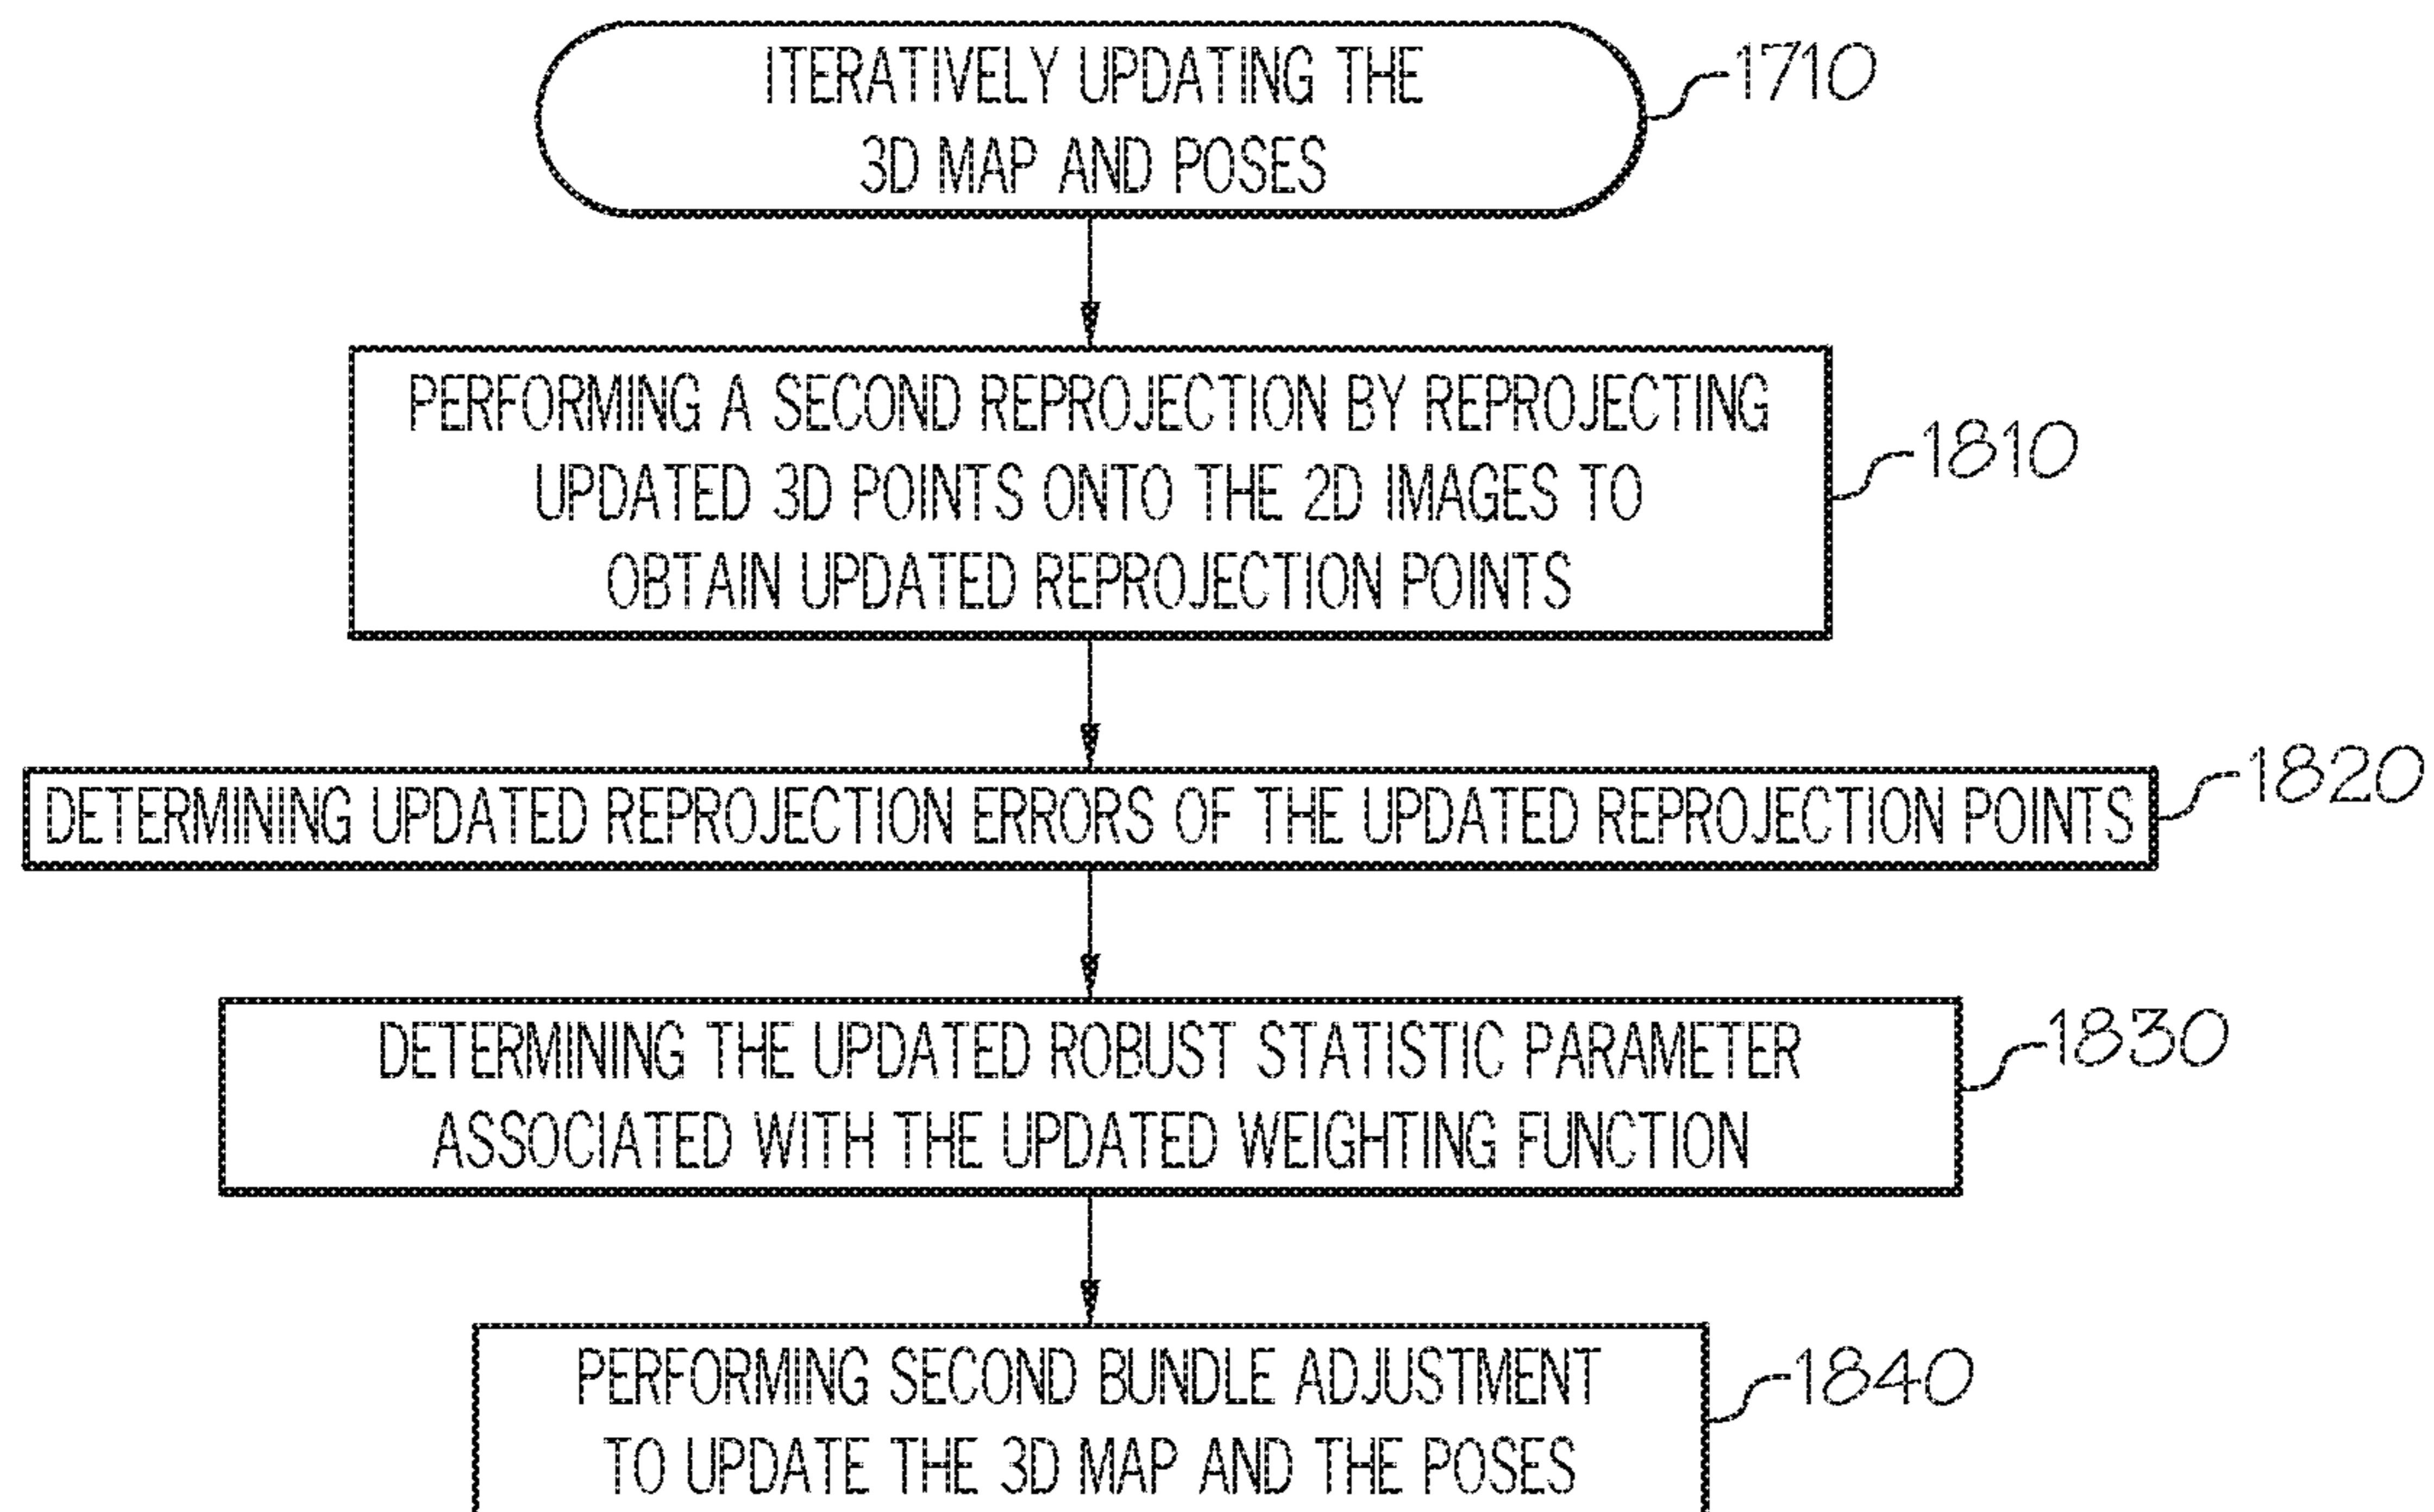 ITERATIVELY UPDATING THE
3D MAP AND POSES
1710
PERFORMING A SECOND REPROJECTION BY REPROJECTING
UPDATED 3D POINTS ONTO THE 2D IMAGES TO
OBTAIN UPDATED REPROJECTION POINTS
1810
DETERMINING UPDATED REPROJECTION ERRORS OF THE UPDATED REPROJECTION POINTS
1820
DETERMINING THE UPDATED ROBUST STATISTIC PARAMETER
ASSOCIATED WITH THE UPDATED WEIGHTING FUNCTION
1830
PERFORMING SECOND BUNDLE ADJUSTMENT
TO UPDATE THE 3D MAP AND THE POSES
1840